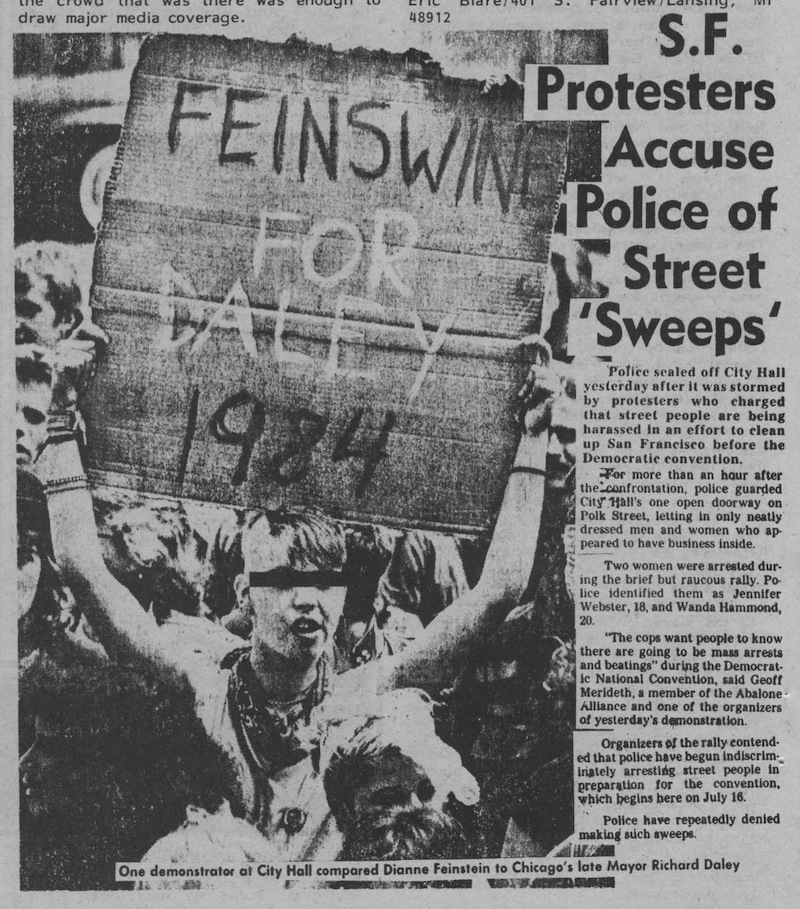 the crowd that was there was enough to
draw major media coverage.
Eric Blare/401 S. Fairview/Lansing, MI
48912
S.F.
Protesters
Accuse
Police of
Street
'Sweeps'
FEINSWINE
FOR
DALEY
1984
Police sealed off City Hall
yesterday after it was stormed
by protesters who charged
that street people are being
harassed in an effort to clean
up San Francisco before the
Democratic convention.
For more than an hour after
the confrontation, police guarded
City Hall's one open doorway on
Polk Street, letting in only neatly
dressed men and women who ap-
peared to have business inside.
Two women were arrested dur-
ing the brief but raucous rally. Po-
lice identified them as Jennifer
Webster, 18, and Wanda Hammond,
20.
"The cops want people to know
there are going to be mass arrests
and beatings" during the Democrat-
ic National Convention, said Geoff
Merideth, a member of the Abalone
Alliance and one of the organizers
of yesterday's demonstration.
Organizers of the rally contend-
ed that police have begun indiscrim-
inately arresting street people in
preparation for the convention,
which begins here on July 16.
Police have repeatedly denied
making such sweeps.
One demonstrator at City Hall compared Dianne Feinstein to Chicago's late Mayor Richard Daley